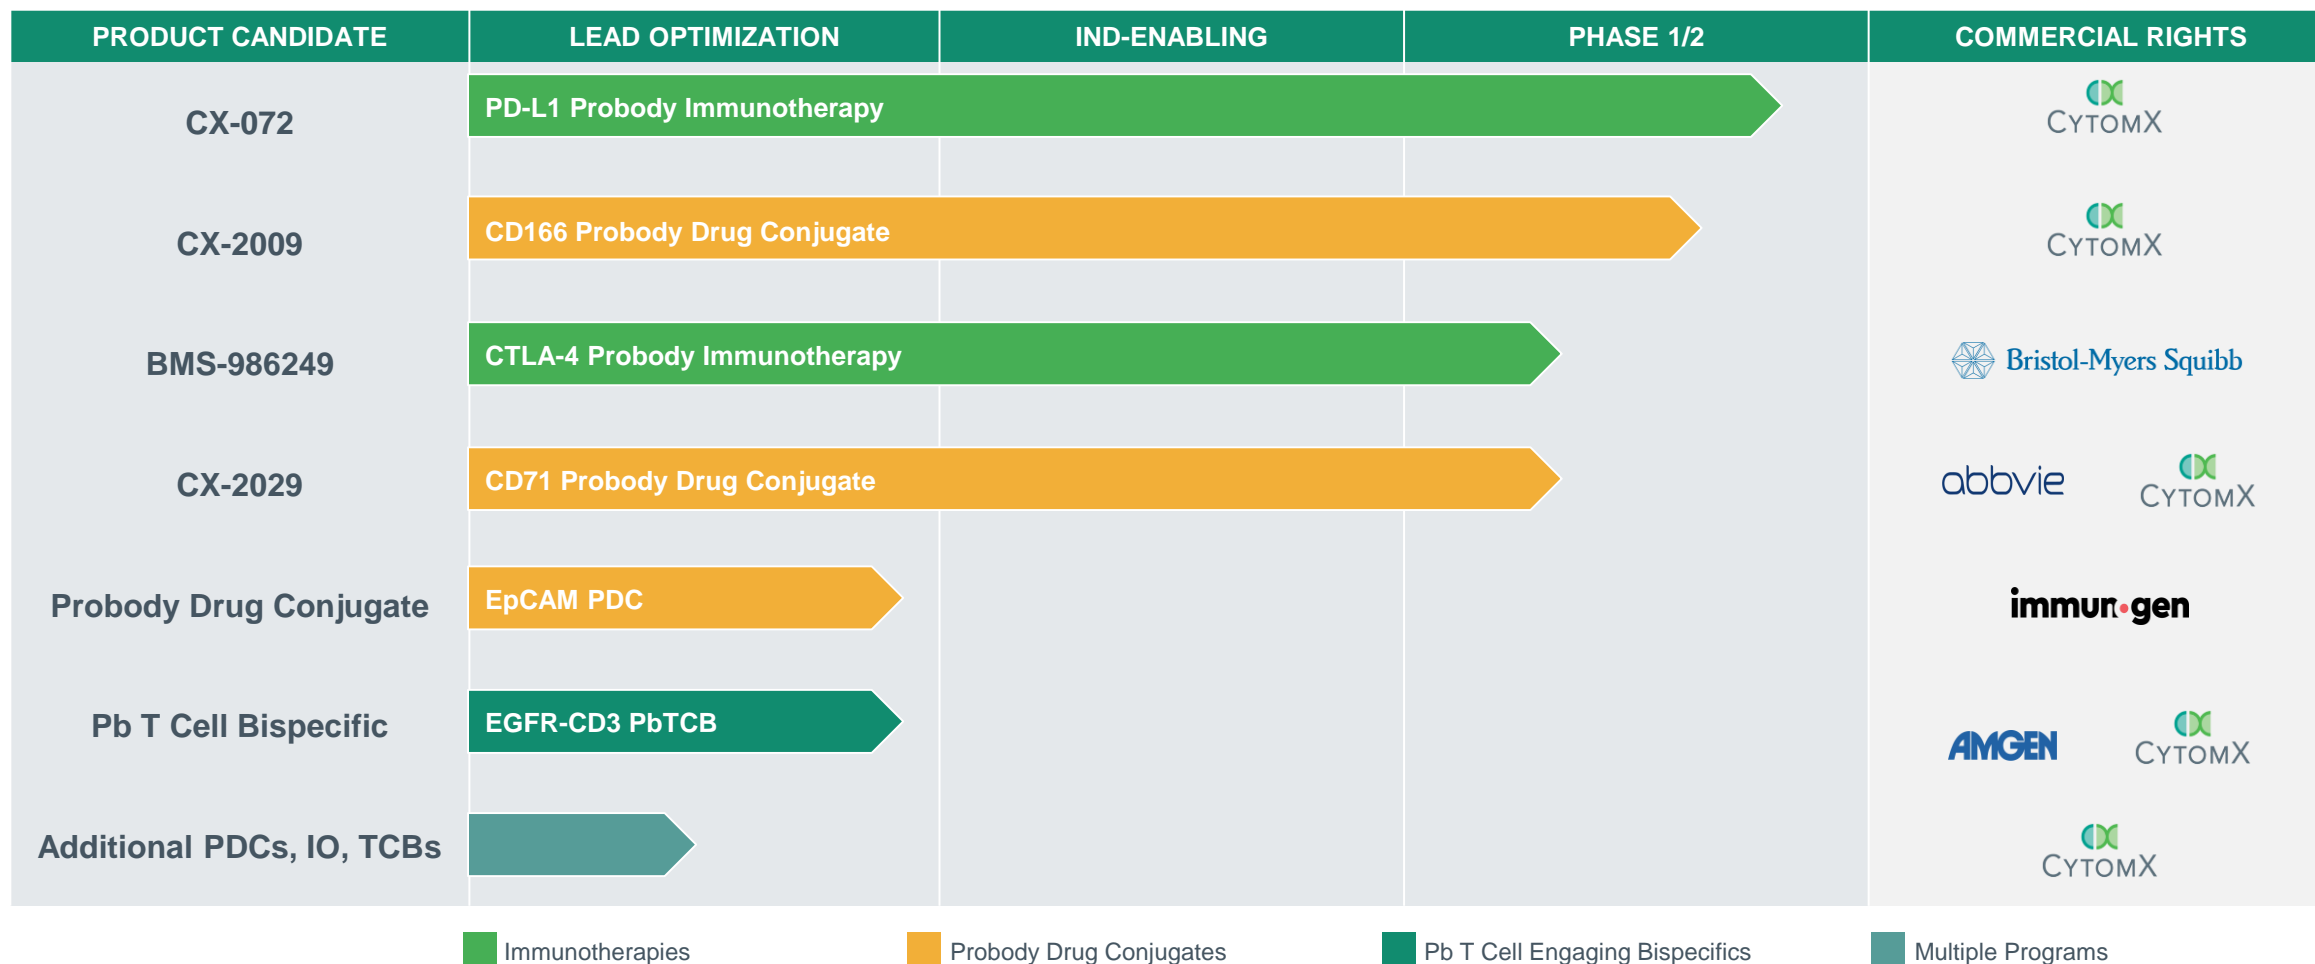 PRODUCT CANDIDATE LEAD OPTIMIZATION IND-ENABLING PHASE 1/2 COMMERCIAL RIGHTS
CX-072 PD-L1 Probody Immunotherapy CYTOMX
CX-2009 CD166 Probody Drug Conjugate CYTOMX
BMS-986249 CTLA-4 Probody Immunotherapy Bristol-Myers Squibb
CX-2029 CD71 Probody Drug Conjugate abbvie CYTOMX
Probody Drug Conjugate EpCAM PDC immunogen
Pb T Cell Bispecific EGFR-CD3 PbTCB AMGEN CYTOMX
Additional PDCs, IO, TCBs CYTOMX
Immunotherapies Probody Drug Conjugates Pb T Cell Engaging Bispecifics Multiple Programs